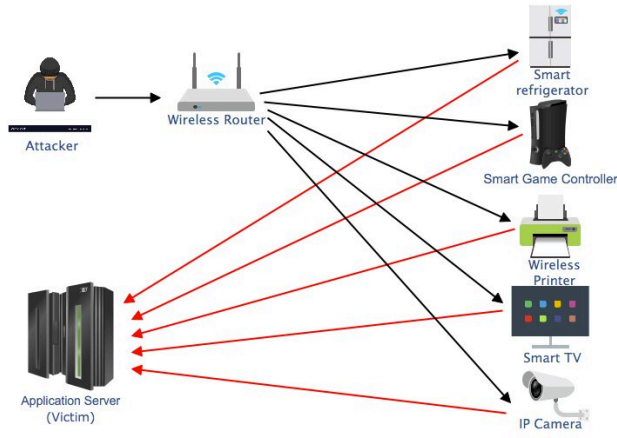 Attacker
Wireless Router
Smart
refrigerator
Smart Game Controller
Wireless
Printer
Smart TV
IP Camera
Application Server
(Victim)